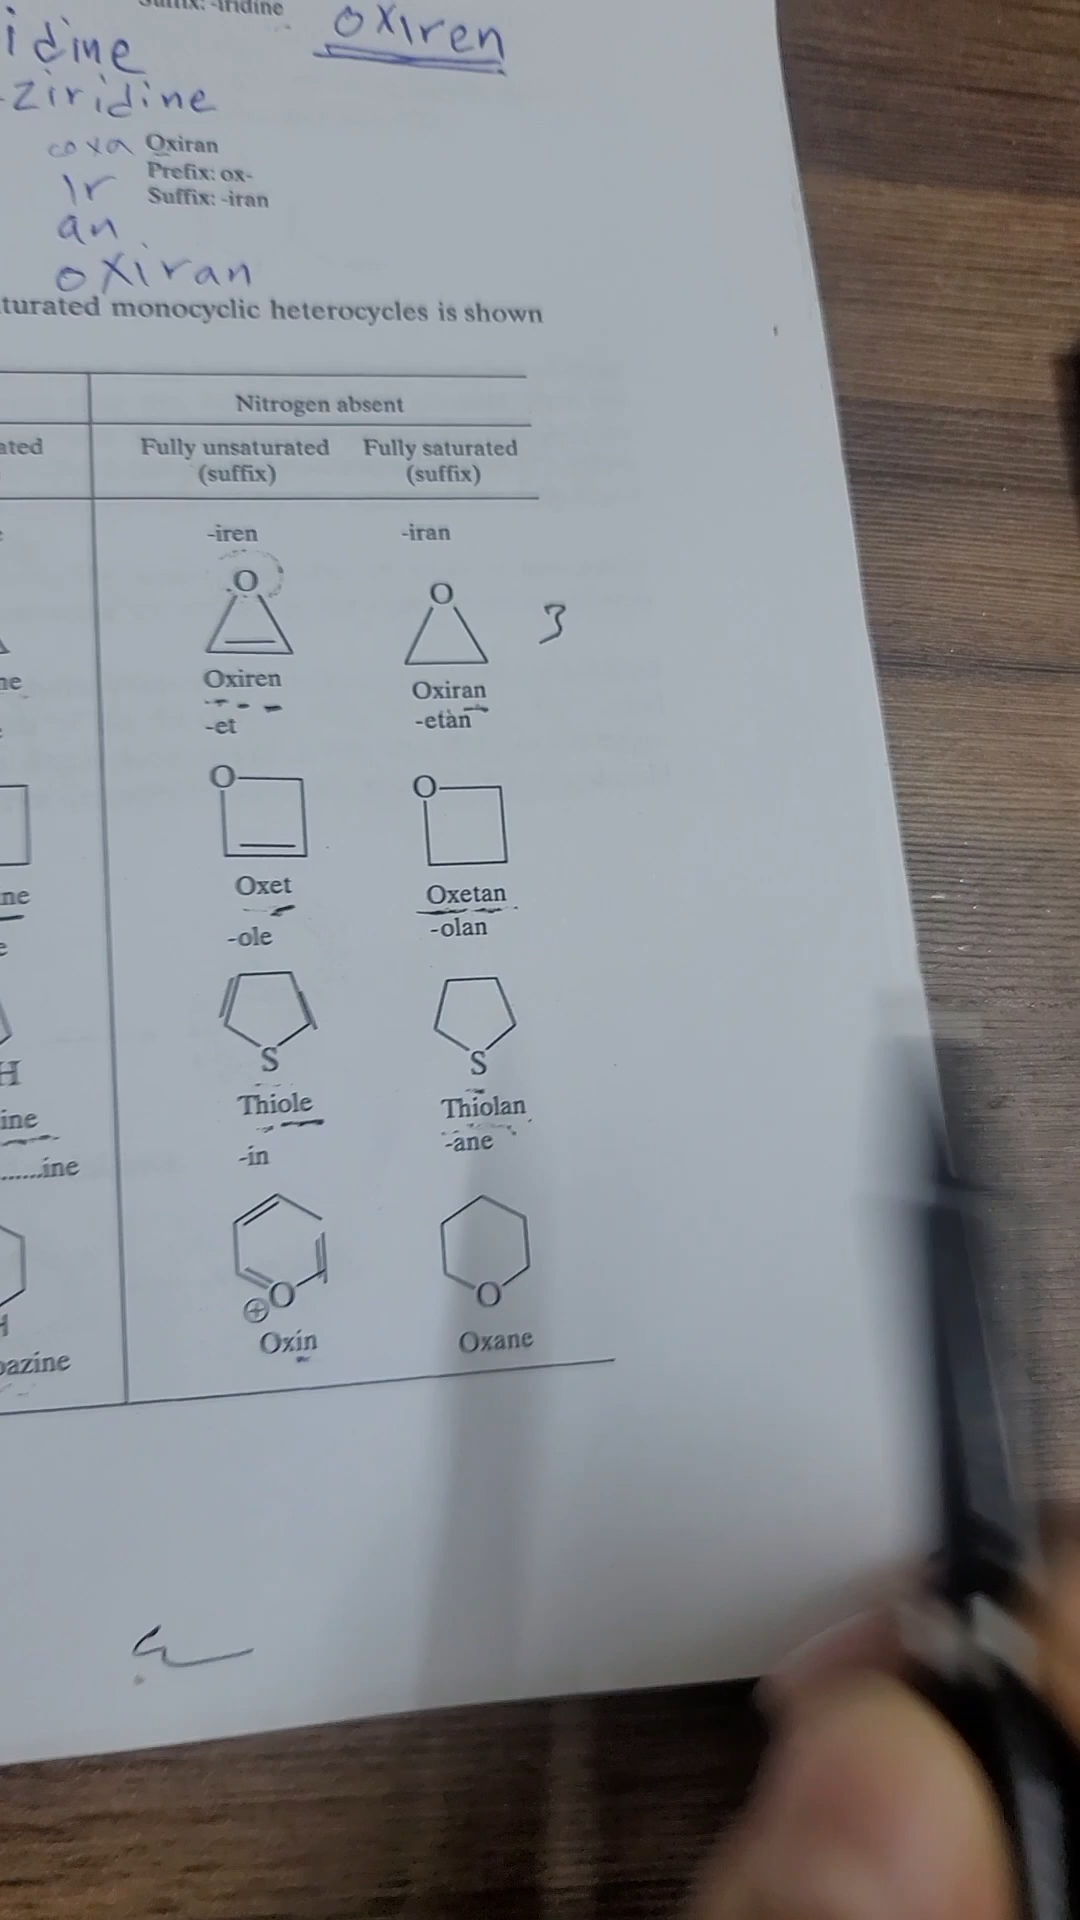 Suffix: -iridine
idine
oxiren
ziridine
oxa Oxiran
Prefix: ox-
ir
Suffix: -iran
an
oxiran
turated monocyclic heterocycles is shown
Nitrogen absent
ated Fully unsaturated Fully saturated
(suffix) (suffix)
-iren -iran
O O
3
ne Oxiren Oxiran
-et -etan
O O
ne Oxet Oxetan
-ole -olan
S S
H
ine Thiole Thiolan
......ine -in -ane
⊕O O
Oxin Oxane
azine